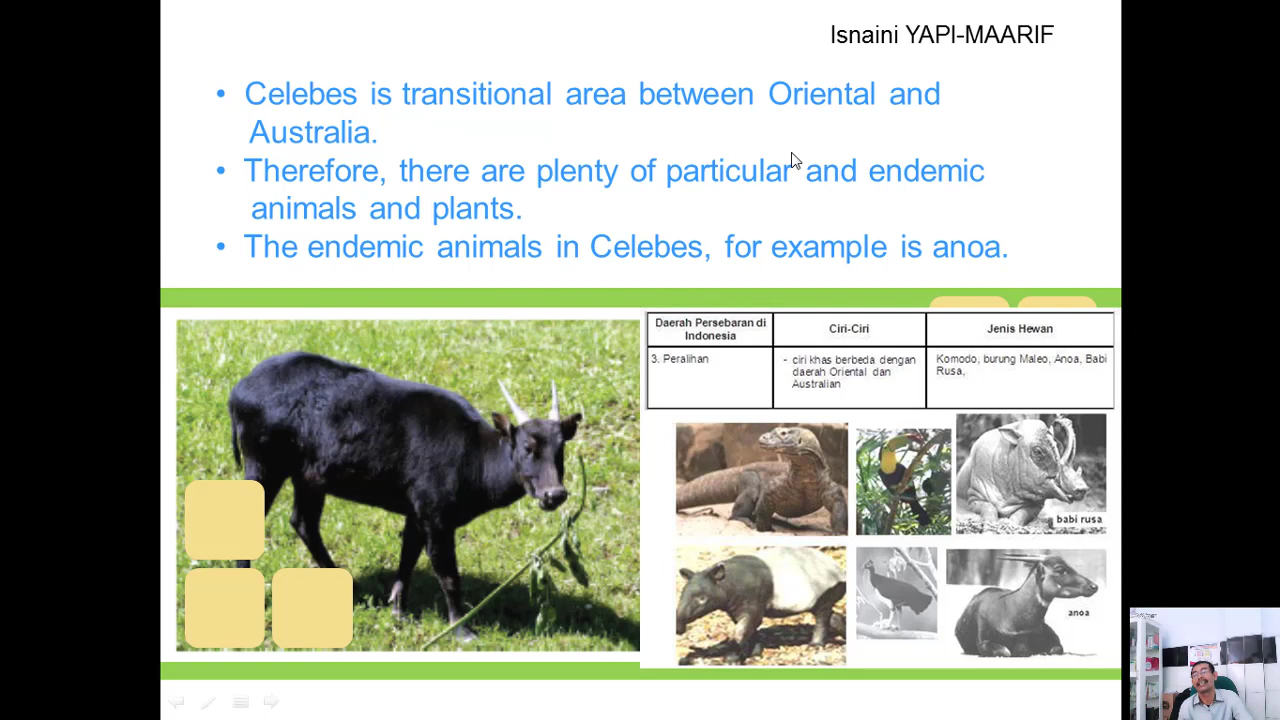 Isnaini YAPI-MAARIF
• Celebes is transitional area between Oriental and
Australia.
• Therefore, there are plenty of particular and endemic
animals and plants.
• The endemic animals in Celebes, for example is anoa.
Daerah Persebaran di
Indonesia
Ciri-Ciri
Jenis Hewan
3. Peralihan
- ciri khas berbeda dengan
daerah Oriental dan
Australian
Komodo, burung Maleo, Anoa, Babi
Rusa,
babi rusa
anoa